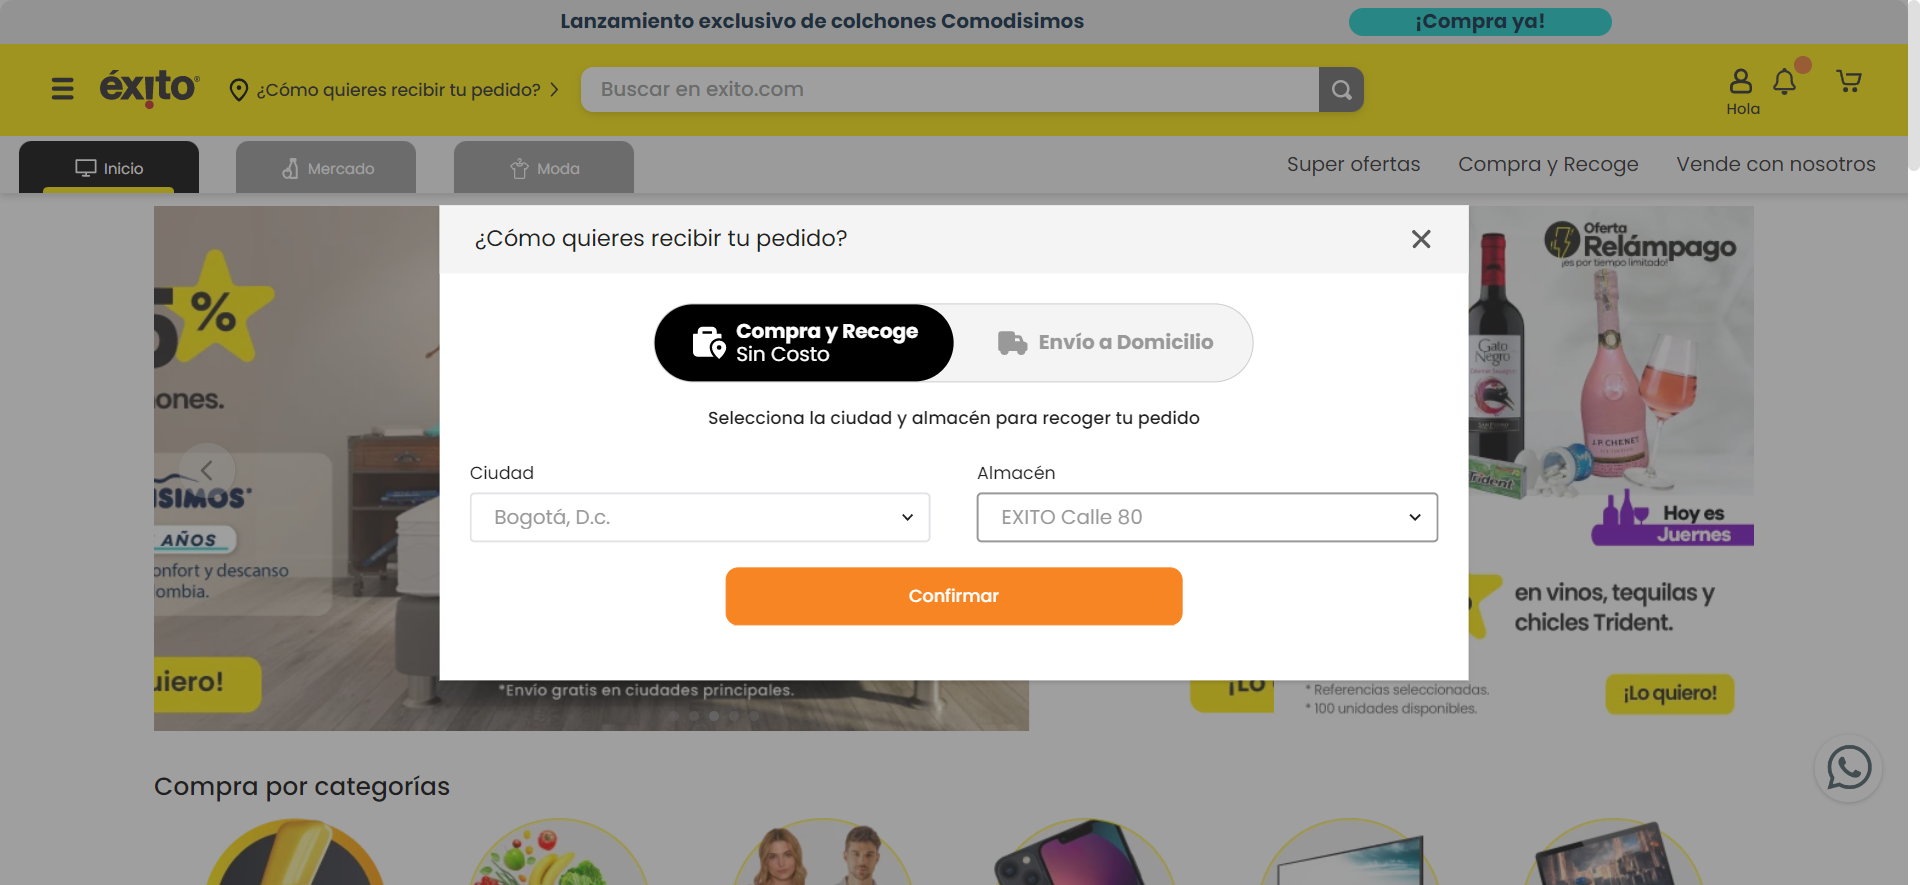 Lanzamiento exclusivo de colchones Comodisimos
¡Compra ya!
éxito
¿Cómo quieres recibir tu pedido?
Buscar en exito.com
Hola
Inicio
Mercado
Moda
Super ofertas
Compra y Recoge
Vende con nosotros
¿Cómo quieres recibir tu pedido?
Compra y Recoge
Sin Costo
Envío a Domicilio
Selecciona la ciudad y almacén para recoger tu pedido
Ciudad
Almacén
Bogotá, D.c.
EXITO Calle 80
Confirmar
5%
ones.
ISIMOS
AÑOS
onfort y descanso
lombia.
uiero!
*Envío gratis en ciudades principales.
Oferta
Relámpago
¡es por tiempo limitado!
Gato
Negro
J.P. CHENET
Trident
Hoy es
Juernes
en vinos, tequilas y
chicles Trident.
¡Lo
* Referencias seleccionadas.
* 100 unidades disponibles.
¡Lo quiero!
Compra por categorías